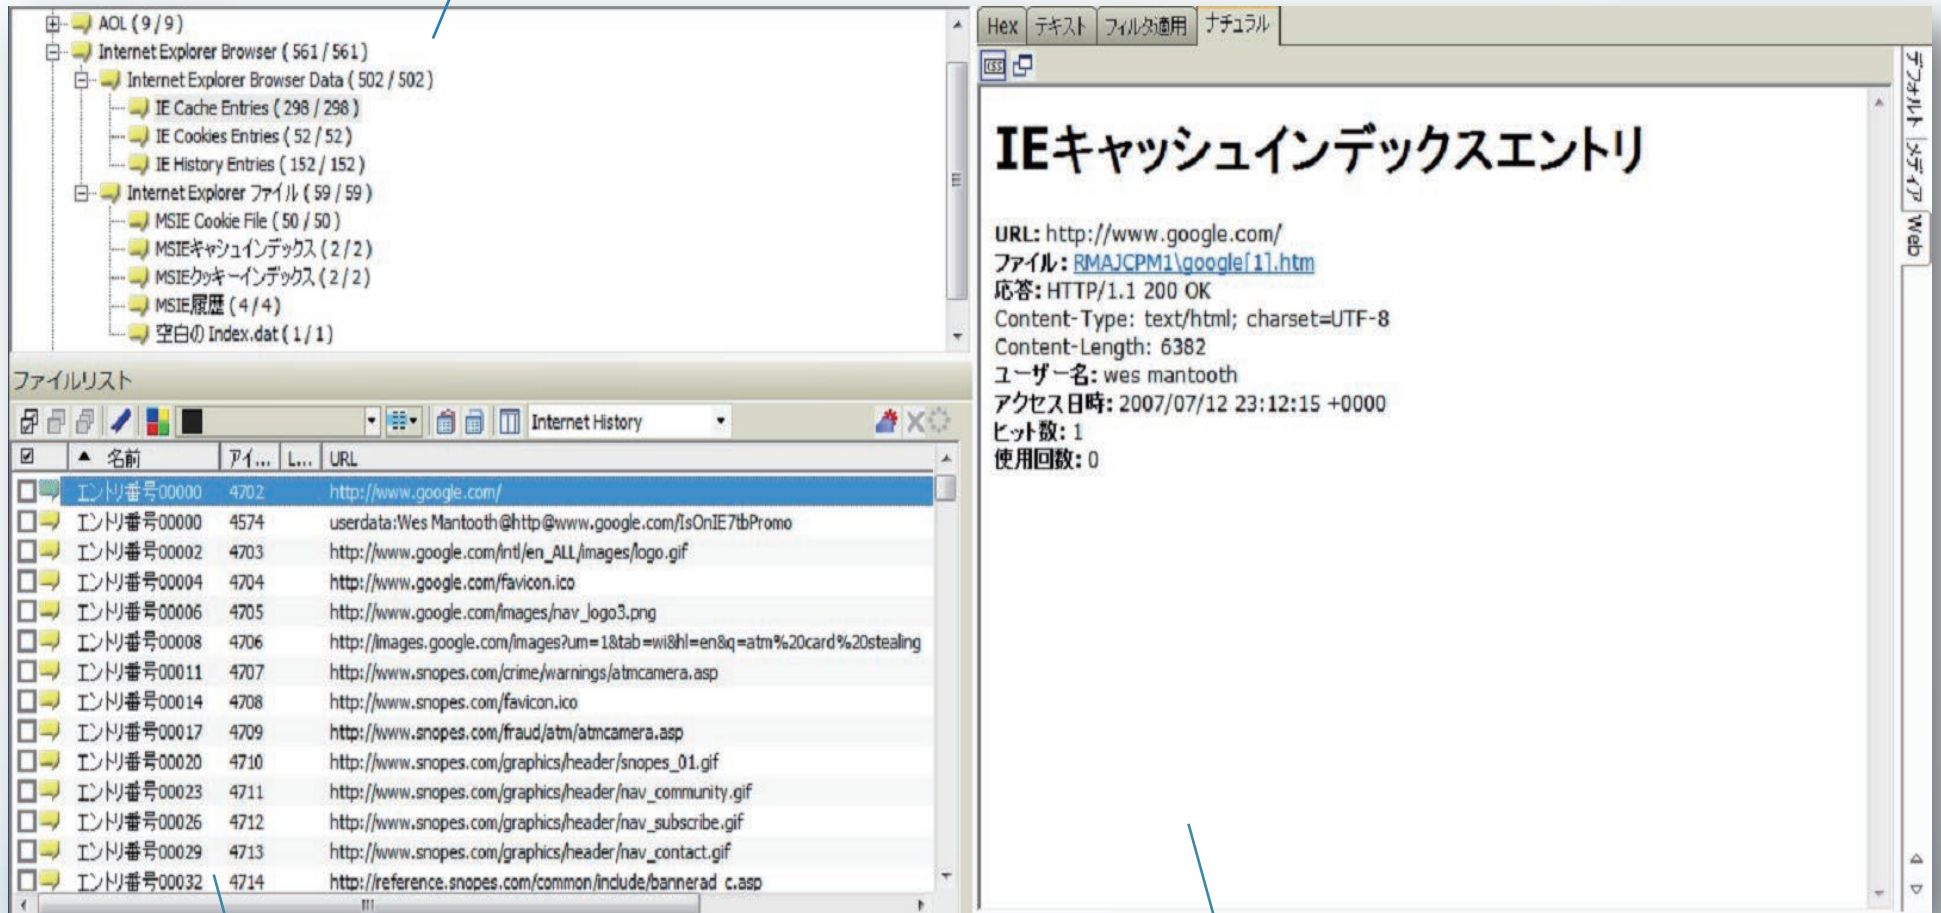 AOL ( 9 / 9 )
Internet Explorer Browser ( 561 / 561 )
Internet Explorer Browser Data ( 502 / 502 )
IE Cache Entries ( 298 / 298 )
IE Cookies Entries ( 52 / 52 )
IE History Entries ( 152 / 152 )
Internet Explorer ファイル ( 59 / 59 )
MSIE Cookie File ( 50 / 50 )
MSIEキャシュインデックス ( 2 / 2 )
MSIEクッキーインデックス ( 2 / 2 )
MSIE履歴 ( 4 / 4 )
空白の Index.dat ( 1 / 1 )
ファイルリスト
Internet History
名前 アイ... L... URL
エントリ番号00000 4702 http://www.google.com/
エントリ番号00000 4574 userdata:Wes Mantooth@http@www.google.com/IsOnIE7tbPromo
エントリ番号00002 4703 http://www.google.com/intl/en_ALL/images/logo.gif
エントリ番号00004 4704 http://www.google.com/favicon.ico
エントリ番号00006 4705 http://www.google.com/images/nav_logo3.png
エントリ番号00008 4706 http://images.google.com/images?um=1&tab=wi&hl=en&q=atm%20card%20stealing
エントリ番号00011 4707 http://www.snopes.com/crime/warnings/atmcamera.asp
エントリ番号00014 4708 http://www.snopes.com/favicon.ico
エントリ番号00017 4709 http://www.snopes.com/fraud/atm/atmcamera.asp
エントリ番号00020 4710 http://www.snopes.com/graphics/header/snopes_01.gif
エントリ番号00023 4711 http://www.snopes.com/graphics/header/nav_community.gif
エントリ番号00026 4712 http://www.snopes.com/graphics/header/nav_subscribe.gif
エントリ番号00029 4713 http://www.snopes.com/graphics/header/nav_contact.gif
エントリ番号00032 4714 http://reference.snopes.com/common/include/bannerad_c.asp
Hex テキスト フィルタ適用 ナチュラル
CSS
IEキャッシュインデックスエントリ
URL: http://www.google.com/
ファイル: RMAJCPM1\google[1].htm
応答: HTTP/1.1 200 OK
Content-Type: text/html; charset=UTF-8
Content-Length: 6382
ユーザー名: wes mantooth
アクセス日時: 2007/07/12 23:12:15 +0000
ヒット数: 1
使用回数: 0
デフォルト
メディア
Web